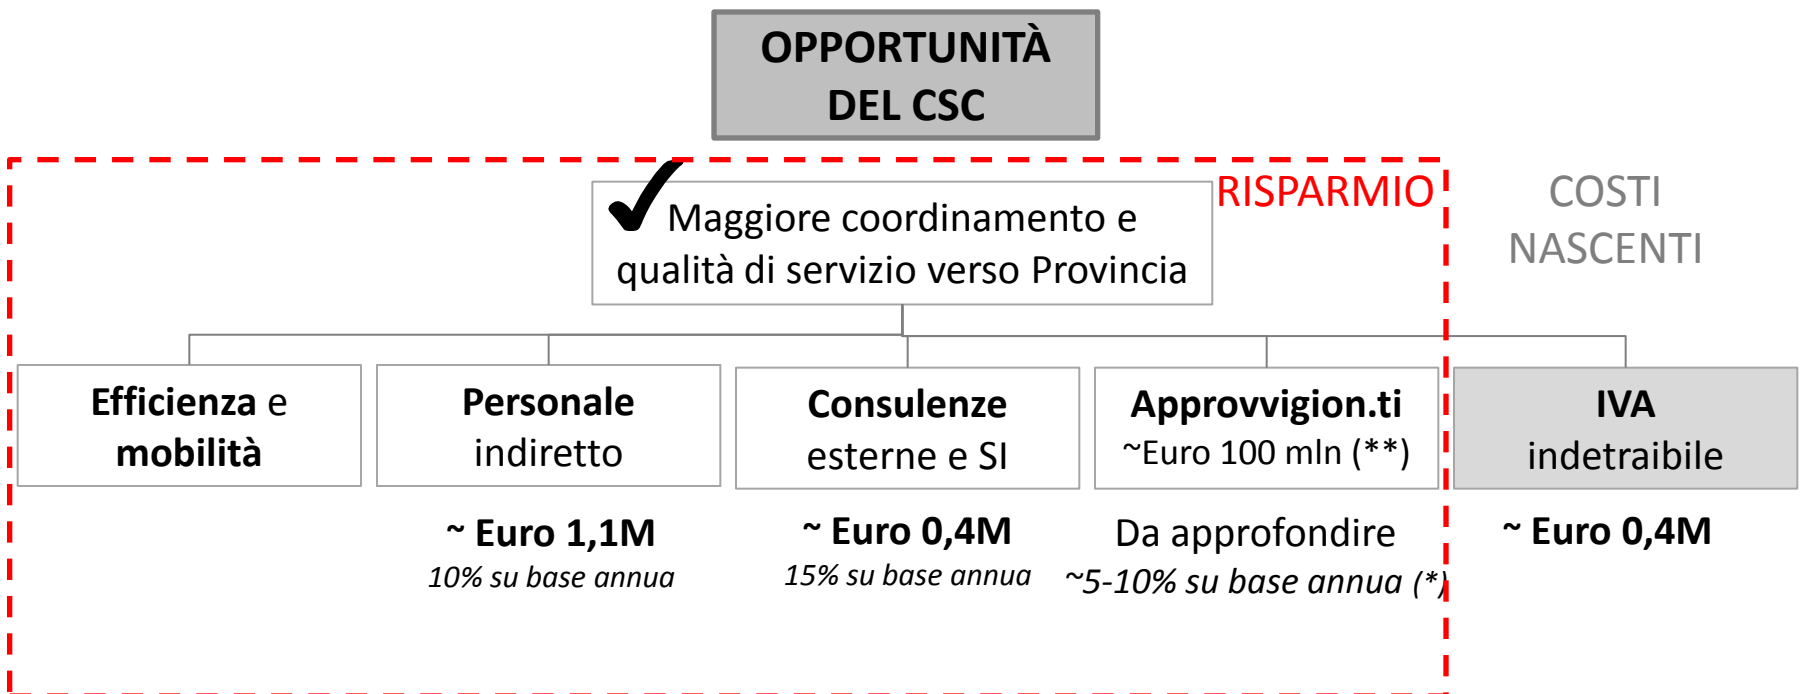 OPPORTUNITÀ
DEL CSC
RISPARMIO
COSTI
NASCENTI
Maggiore coordinamento e
qualità di servizio verso Provincia
Efficienza e
mobilità
Personale
indiretto
~ Euro 1,1M
10% su base annua
Consulenze
esterne e SI
~ Euro 0,4M
15% su base annua
Approvvigion.ti
~Euro 100 mln (**)
Da approfondire
~5-10% su base annua (*)
IVA
indetraibile
~ Euro 0,4M